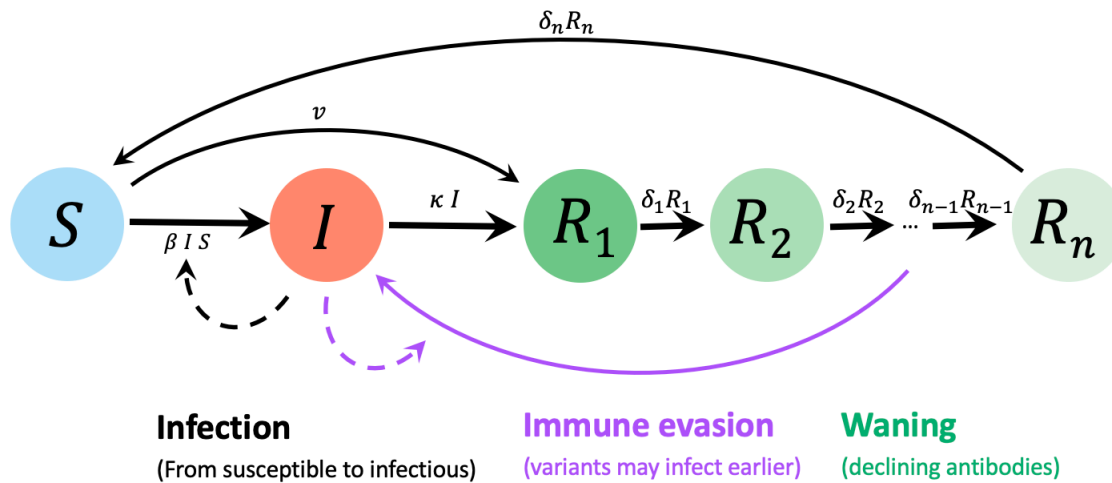 δₙRₙ
v
S
β I S
I
κ I
R₁
δ₁R₁
R₂
δ₂R₂
...
δₙ₋₁Rₙ₋₁
Rₙ
Infection
(From susceptible to infectious)
Immune evasion
(variants may infect earlier)
Waning
(declining antibodies)